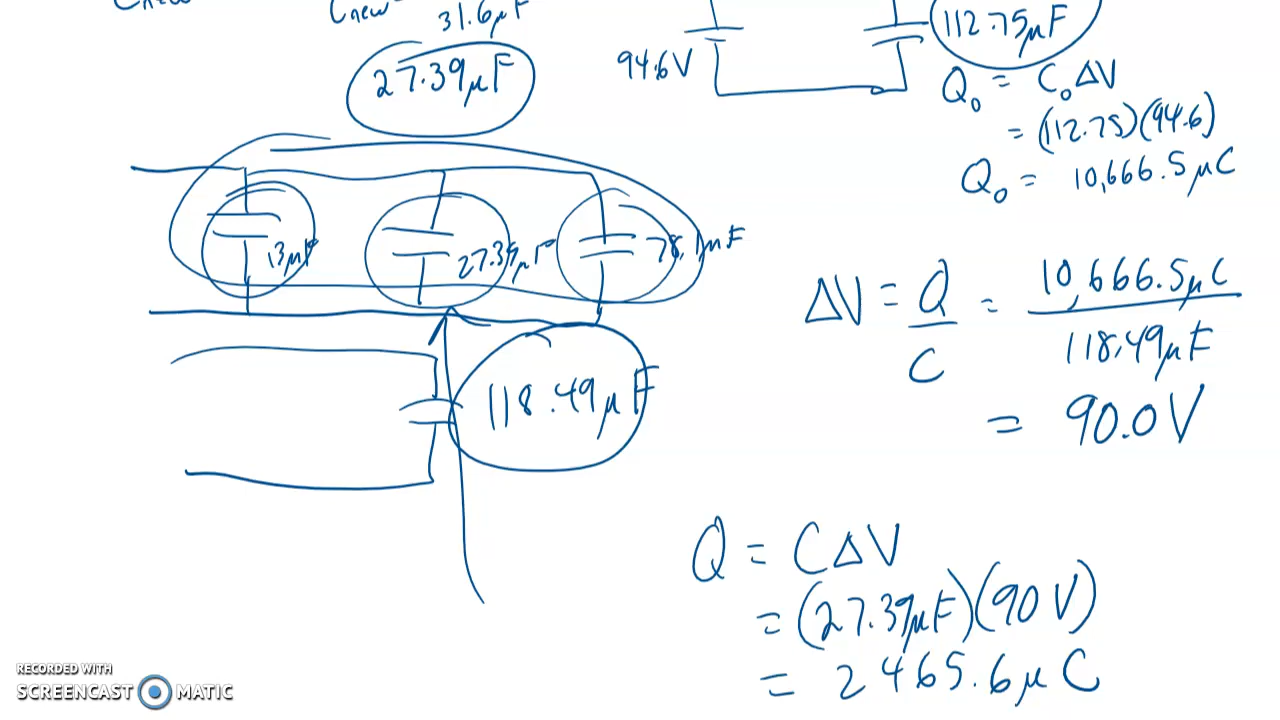 Cnew
Cnew
31.6μF
27.39μF
94.6V
112.75μF
Q₀ = C₀ΔV
= (112.75)(94.6)
Q₀ = 10,666.5μC
13μF
27.39μF
78.1μF
118.49μF
ΔV = Q/C = 10,666.5μC/118.49μF
= 90.0V
Q = CΔV
= (27.39μF)(90V)
= 2465.6μC
RECORDED WITH
SCREENCAST MATIC